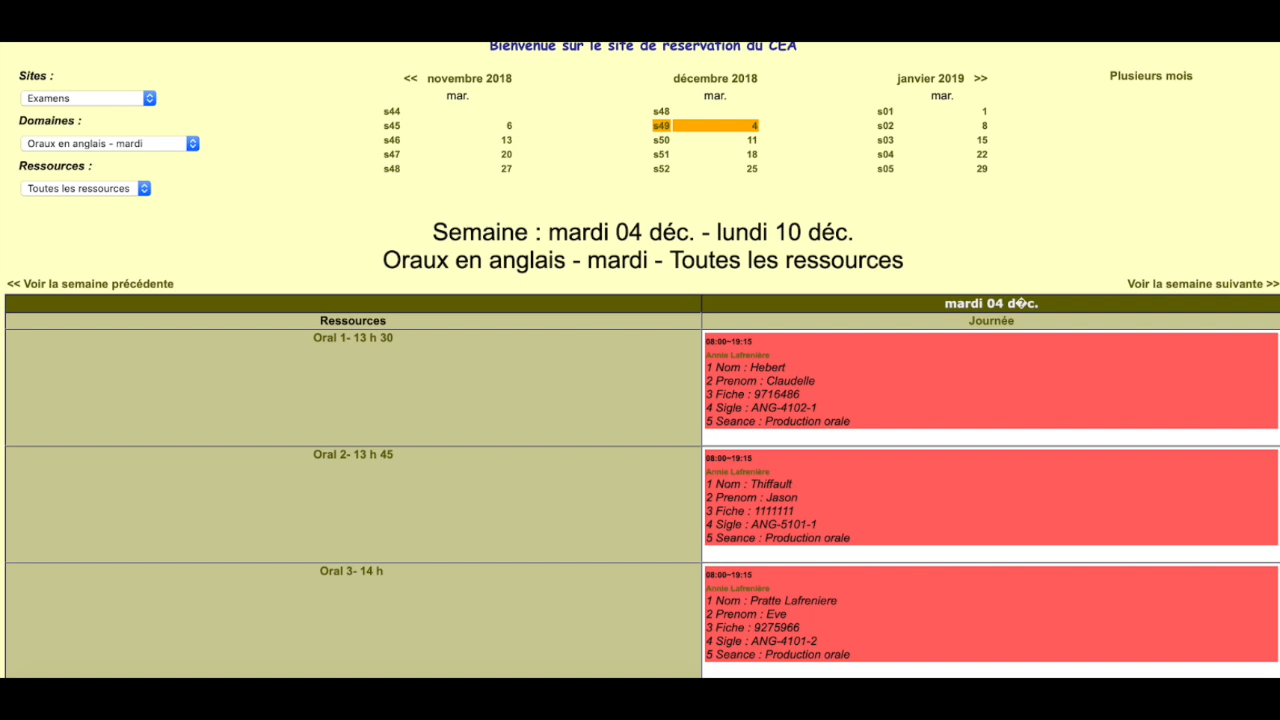 Bienvenue sur le site de réservation du CEA
Sites :
Examens
Domaines :
Oraux en anglais - mardi
Ressources :
Toutes les ressources
<< novembre 2018
mar.
s44
s45 6
s46 13
s47 20
s48 27
décembre 2018
mar.
s48
s49 4
s50 11
s51 18
s52 25
janvier 2019 >>
mar.
s01 1
s02 8
s03 15
s04 22
s05 29
Plusieurs mois
Semaine : mardi 04 déc. - lundi 10 déc.
Oraux en anglais - mardi - Toutes les ressources
<< Voir la semaine précédente
Voir la semaine suivante >>
mardi 04 d�c.
Ressources
Journée
Oral 1- 13 h 30
08:00~19:15
Annie Lafrenière
1 Nom : Hebert
2 Prenom : Claudelle
3 Fiche : 9716486
4 Sigle : ANG-4102-1
5 Seance : Production orale
Oral 2- 13 h 45
08:00~19:15
Annie Lafrenière
1 Nom : Thiffault
2 Prenom : Jason
3 Fiche : 1111111
4 Sigle : ANG-5101-1
5 Seance : Production orale
Oral 3- 14 h
08:00~19:15
Annie Lafrenière
1 Nom : Pratte Lafreniere
2 Prenom : Eve
3 Fiche : 9275966
4 Sigle : ANG-4101-2
5 Seance : Production orale